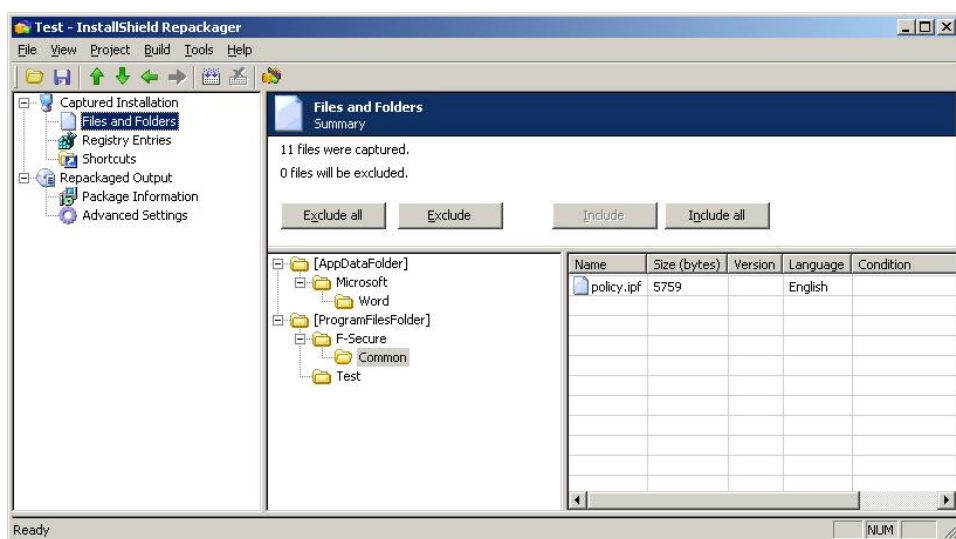 Test - InstallShield Repackager
File View Project Build Tools Help
Captured Installation
Files and Folders
Registry Entries
Shortcuts
Repackaged Output
Package Information
Advanced Settings
Files and Folders
Summary
11 files were captured.
0 files will be excluded.
Exclude all Exclude Include Include all
[AppDataFolder]
Microsoft
Word
[ProgramFilesFolder]
F-Secure
Common
Test
Name Size (bytes) Version Language Condition
policy.ipf 5759 English
Ready NUM